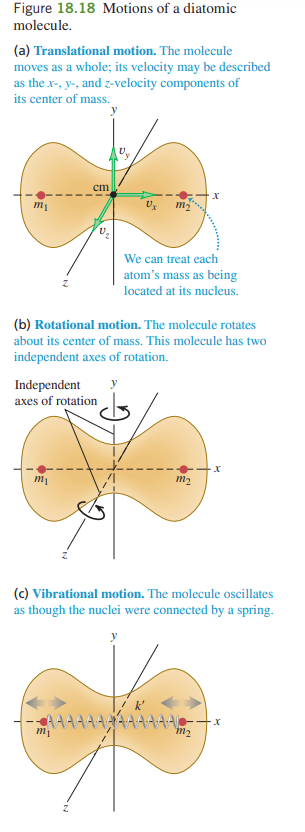 Figure 18.18 Motions of a diatomic
molecule.
(a) Translational motion. The molecule
moves as a whole; its velocity may be described
as the x-, y-, and z-velocity components of
its center of mass.
y
vy
cm
x
m1
vx
m2
vz
z
We can treat each
atom's mass as being
located at its nucleus.
(b) Rotational motion. The molecule rotates
about its center of mass. This molecule has two
independent axes of rotation.
Independent
axes of rotation
y
x
m1
m2
z
(c) Vibrational motion. The molecule oscillates
as though the nuclei were connected by a spring.
y
k′
x
m1
m2
z